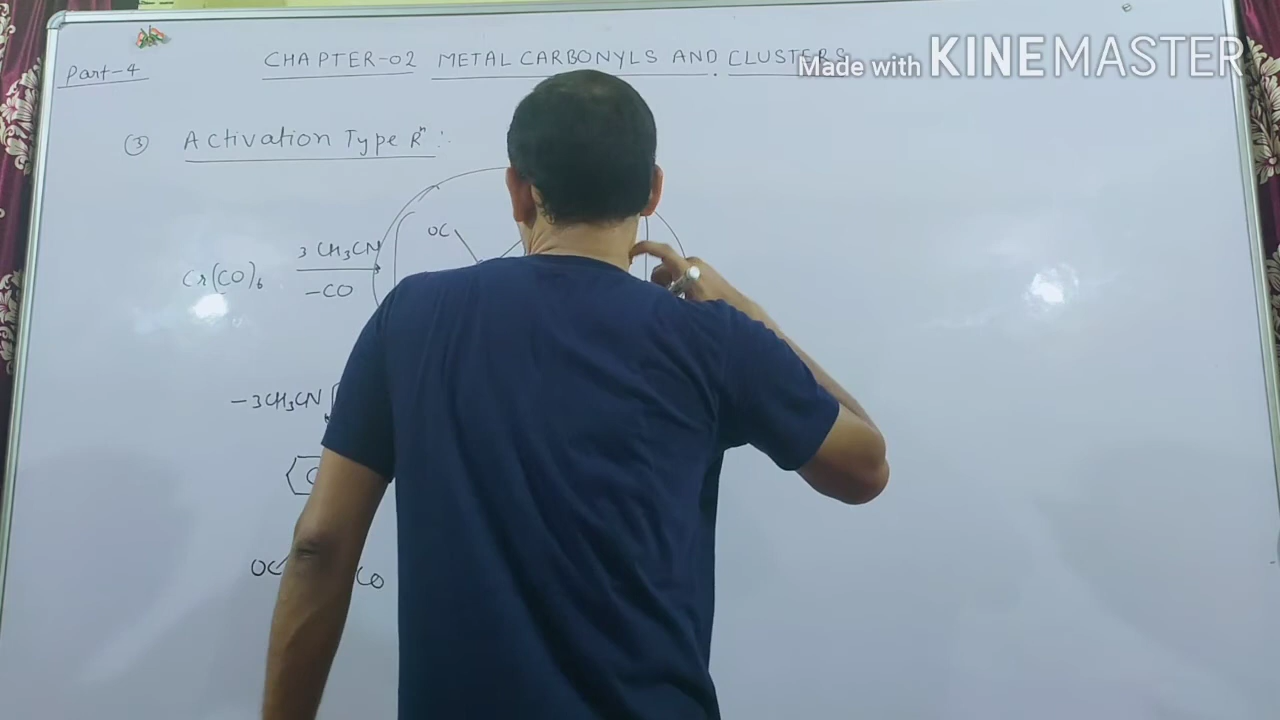 Part-4
CHAPTER-02 METAL CARBONYLS AND CLUSTERS
Made with KINEMASTER
③ Activation Type Rⁿ :-
OC
Cr(CO)₆ 3 CH₃CN
-CO
-3CH₃CN
OC CO